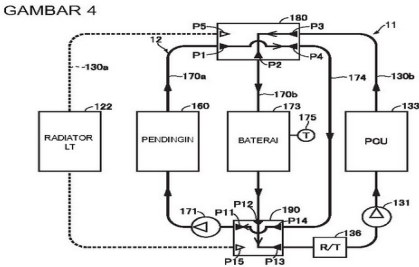 GAMBAR 4
P5 180 P3 11
12 P1 P4
P2
130a 170a 170b 174 130b
122 160 173 175 133
RADIATOR LT PENDINGIN BATERAI T PCU
171 P12 P14 131
P11 190 136
P15 P13 R/T